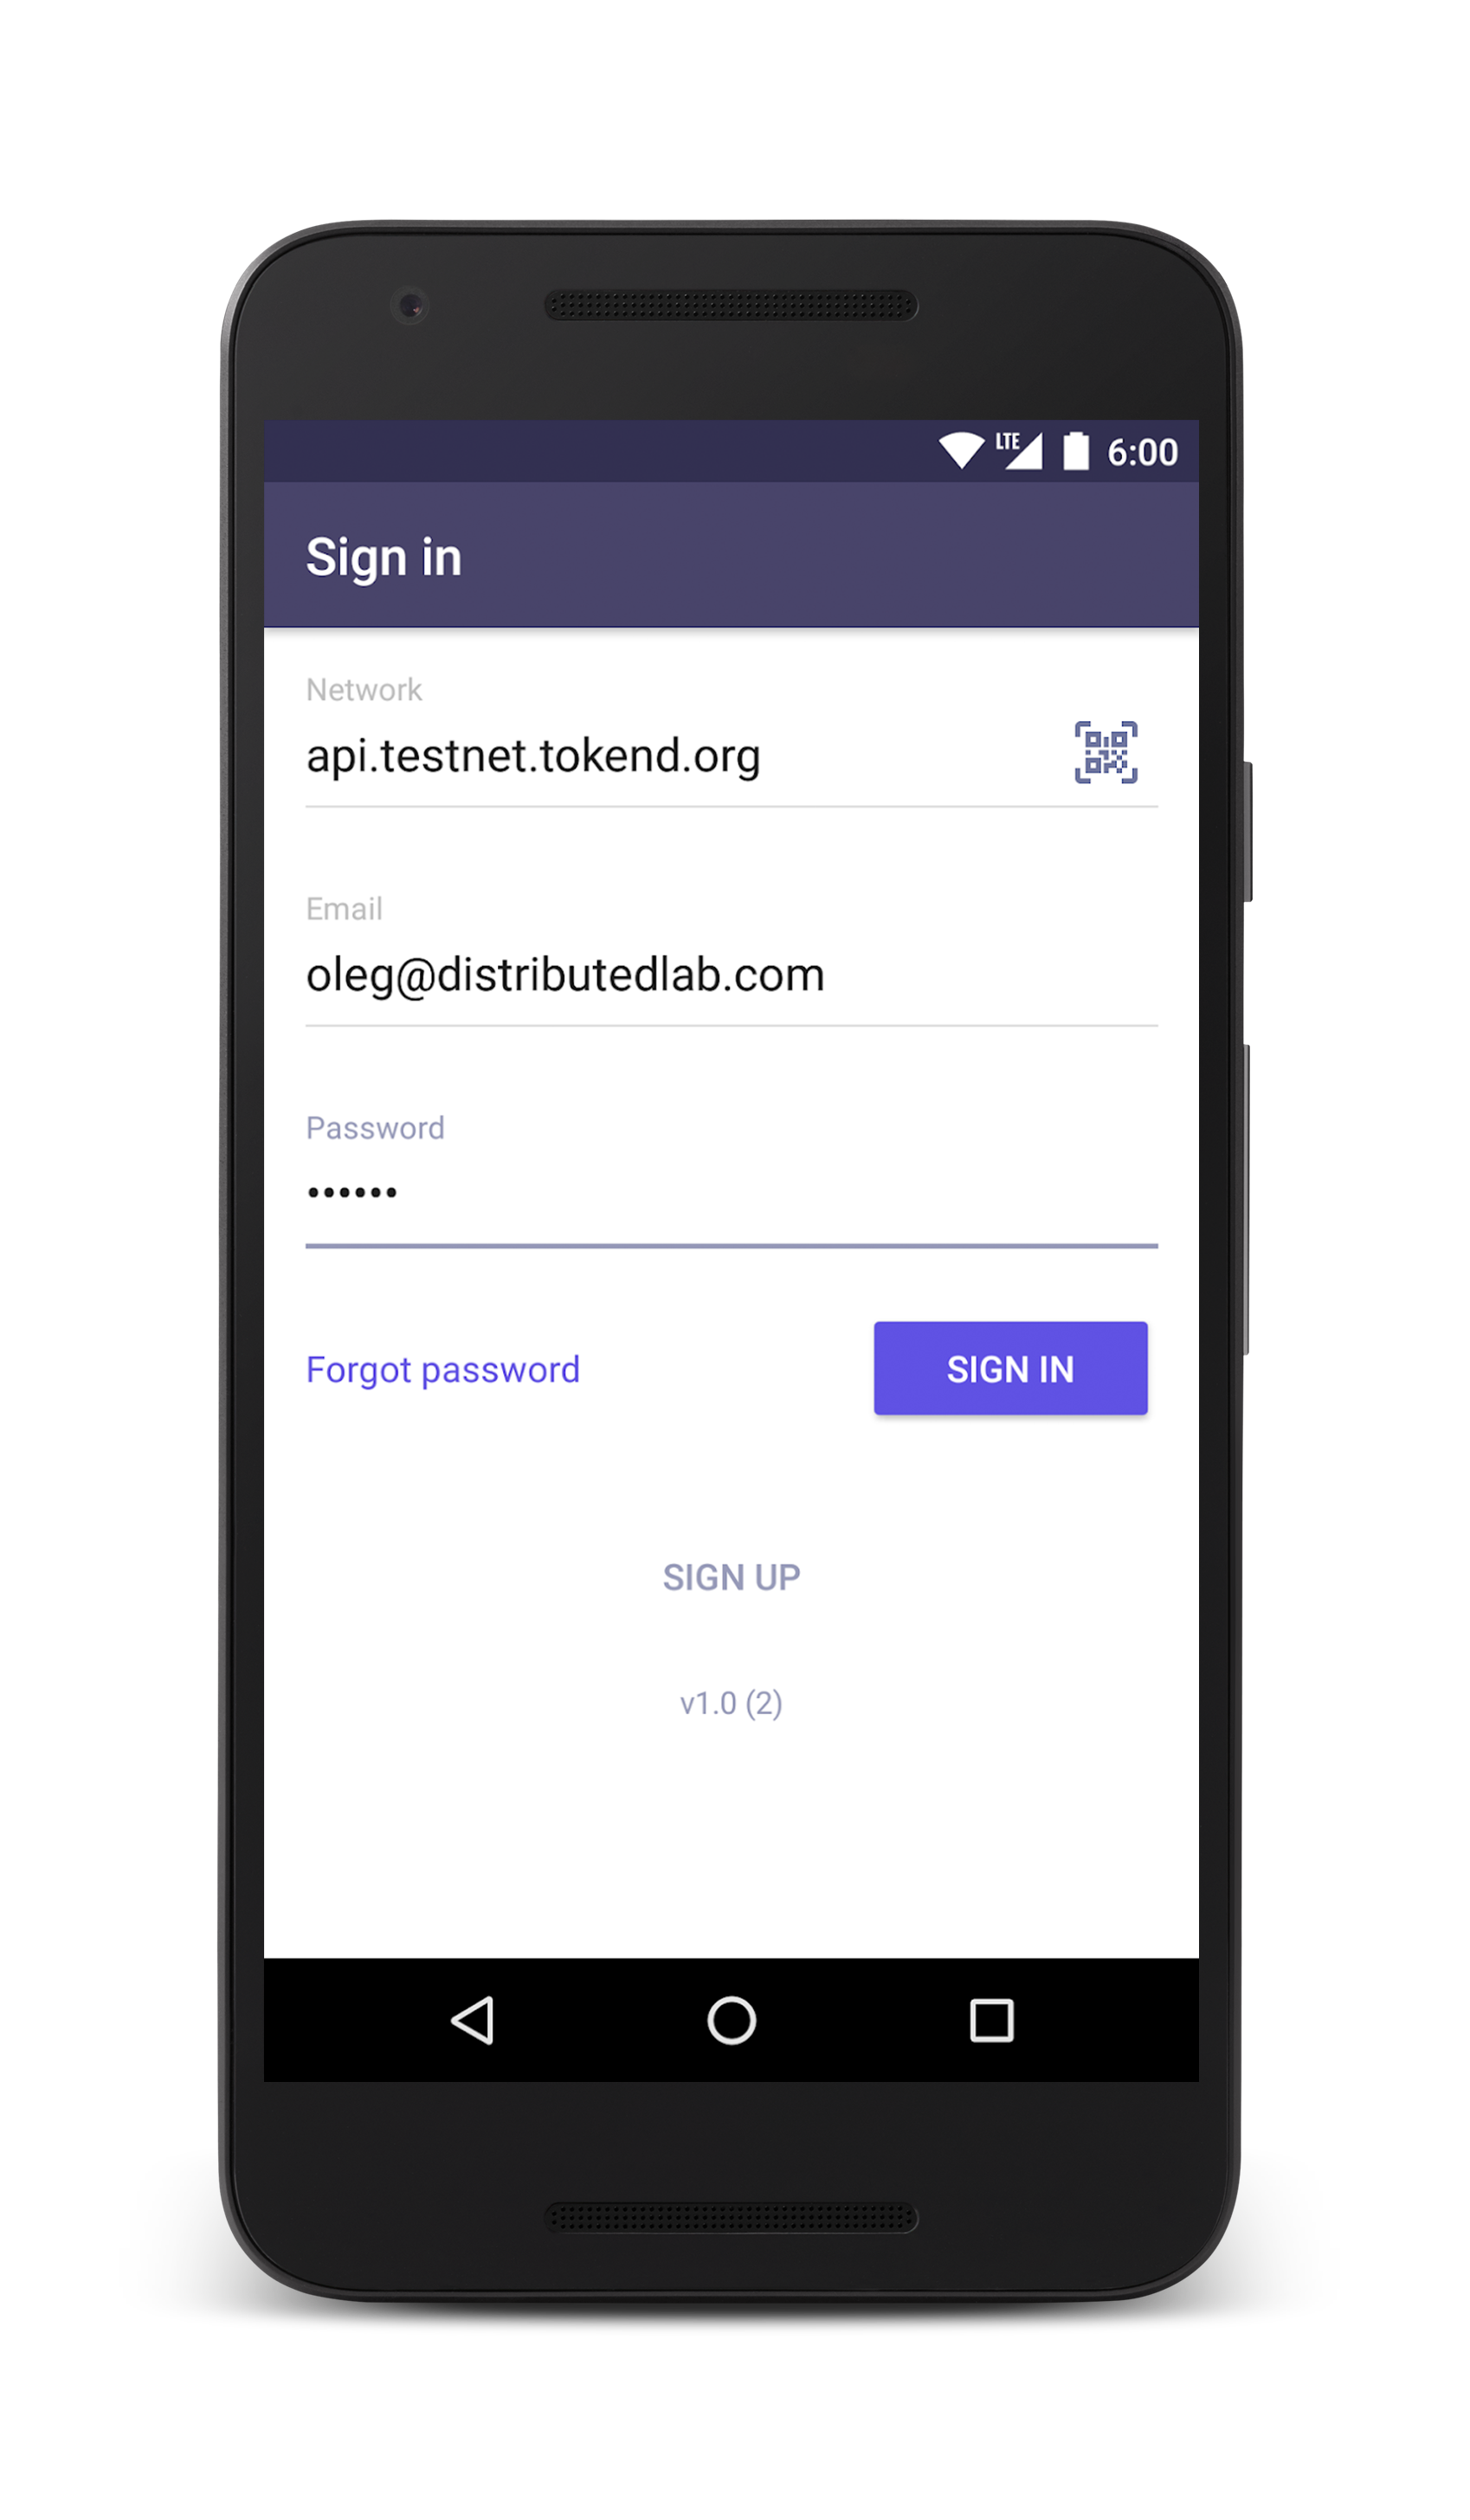 LTE 6:00
Sign in
Network
api.testnet.tokend.org
Email
oleg@distributedlab.com
Password
••••••
Forgot password SIGN IN
SIGN UP
v1.0 (2)